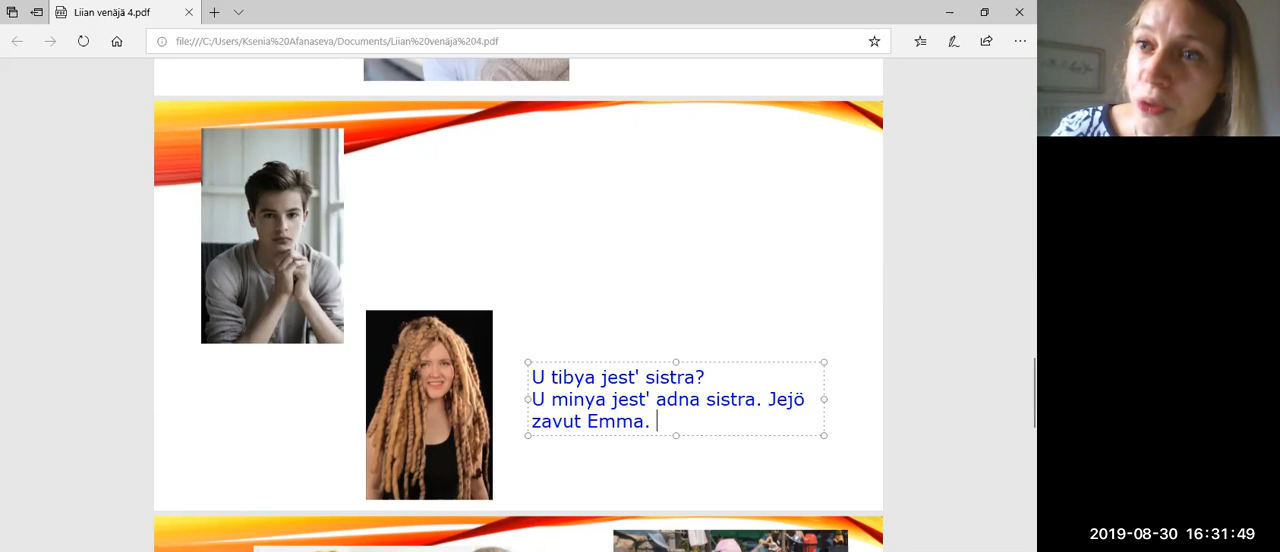 Liian venäjä 4.pdf
file:///C:/Users/Ksenia%20Afanaseva/Documents/Liian%20venäjä%204.pdf
U tibya jest' sistra?
U minya jest' adna sistra. Jejö
zavut Emma.
2019-08-30 16:31:49